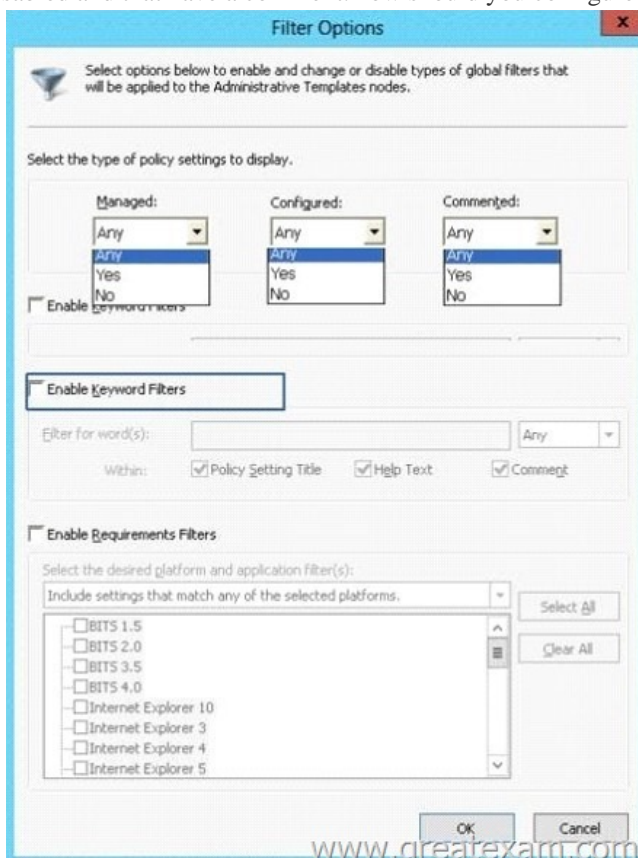 Filter Options
x
Select options below to enable and change or disable types of global filters that
will be applied to the Administrative Templates nodes.
Select the type of policy settings to display.
Managed: Configured: Commented:
Any Any Any
Any Any Any
Yes Yes Yes
No No No
Enable Keyword Filters
Enable Keyword Filters
Filter for word(s): Any
Within: Policy Setting Title Help Text Comment
Enable Requirements Filters
Select the desired platform and application filter(s):
Include settings that match any of the selected platforms.
Select All
BITS 1.5
BITS 2.0
Clear All
BITS 3.5
BITS 4.0
Internet Explorer 10
Internet Explorer 3
Internet Explorer 4
Internet Explorer 5
OK Cancel
www.greatexam.com